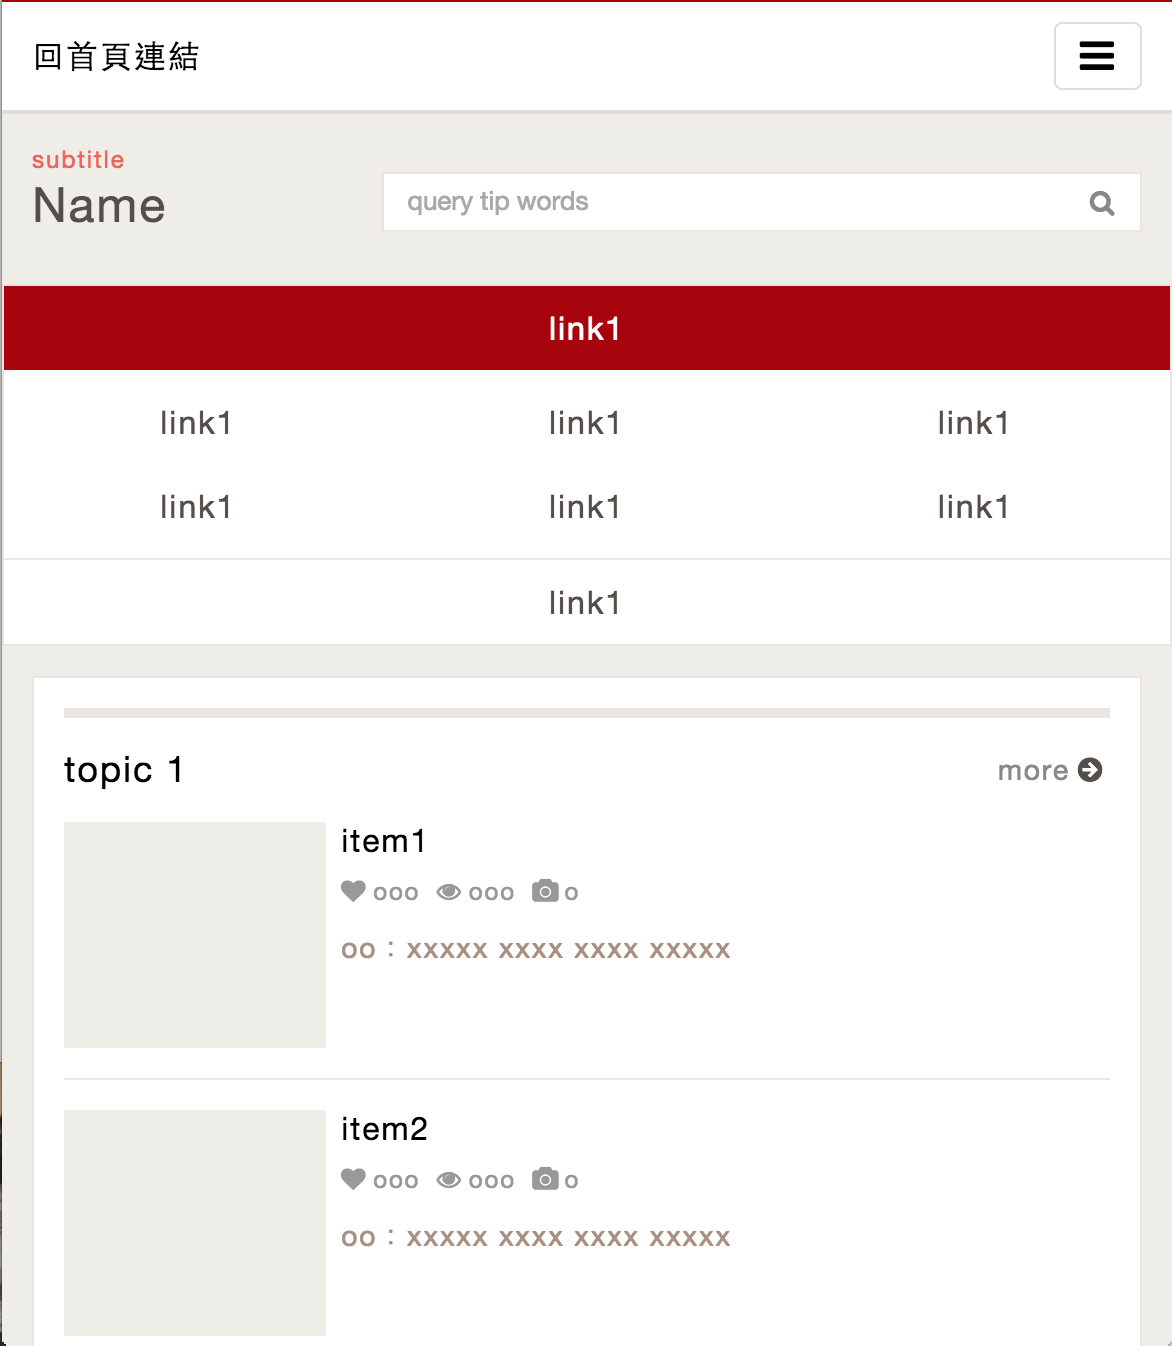 回首頁連結
subtitle
Name
query tip words
link1
link1 link1 link1
link1 link1 link1
link1
topic 1
more
item1
ooo ooo o
oo：xxxxx xxxx xxxx xxxxx
item2
ooo ooo o
oo：xxxxx xxxx xxxx xxxxx